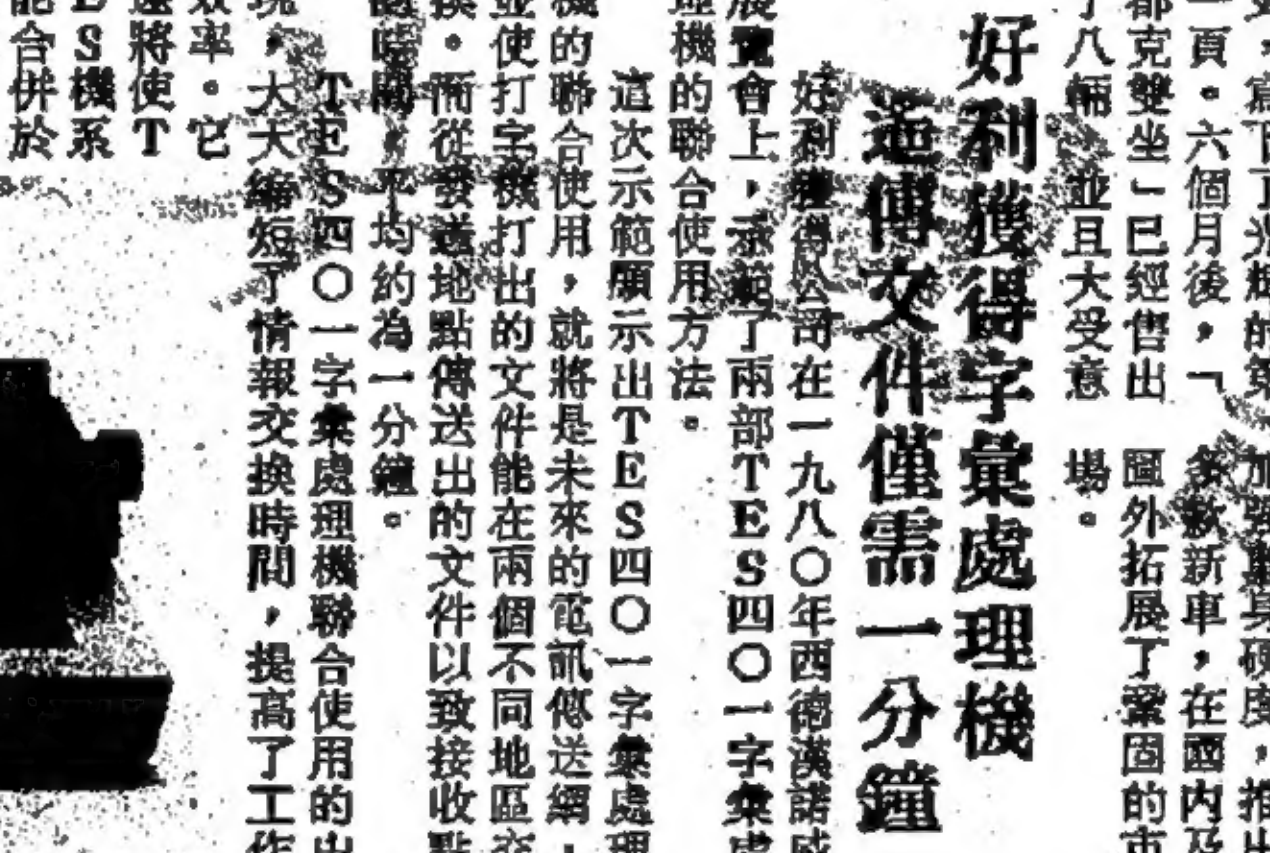 都克雙坐」已經售出
一頁。六個月後，「
八輛 並且大受意
多數新車，在國內及
國外拓展了鞏固的市
場。
好利獲得字彙處理機
傳文件僅需一分鐘
好利獲得公司在一九八〇年西德漢諾威
展覽會上，示範了兩部TES四〇一字彙處
理機的聯合使用方法。
這次示範顯示出TES四〇一字彙處理
機的聯合使用，就將是未來的電訊傳送網，
並使打字機打出的文件能在兩個不同地區交
換。而從發送地點傳送出的文件以致接收點
時間，平均約為一分鐘。
TES四〇一字彙處理機聯合使用的出
現，大大縮短了情報交換時間，提高了工作
效率。它
將使T
ES機系
能合併於